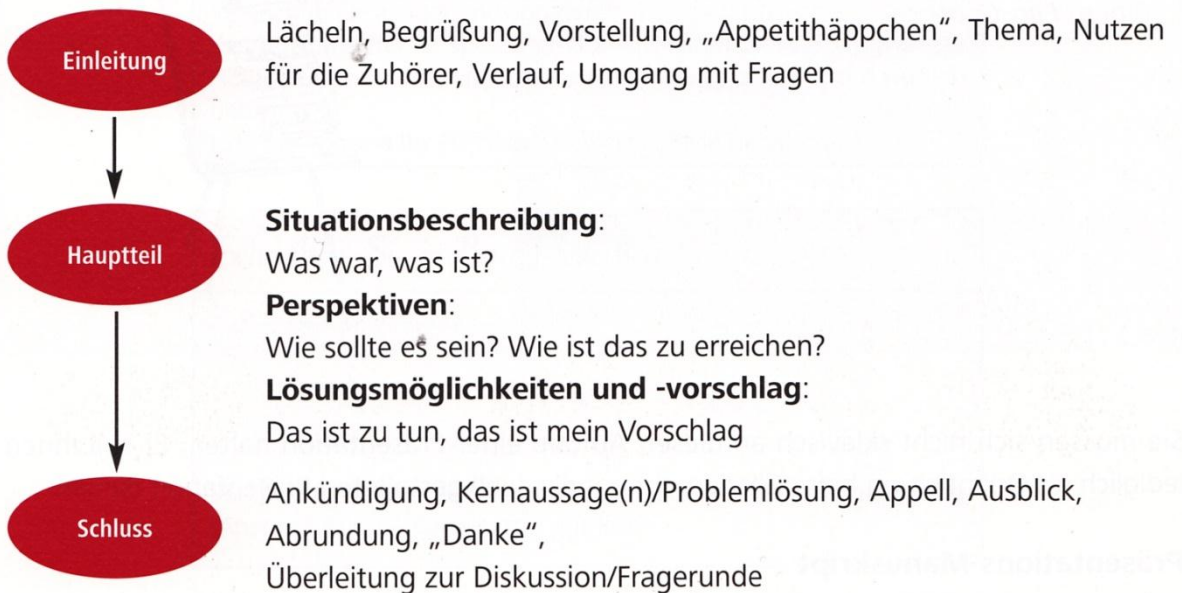 Einleitung
Lächeln, Begrüßung, Vorstellung, „Appetithäppchen“, Thema, Nutzen
für die Zuhörer, Verlauf, Umgang mit Fragen
Hauptteil
Situationsbeschreibung:
Was war, was ist?
Perspektiven:
Wie sollte es sein? Wie ist das zu erreichen?
Lösungsmöglichkeiten und -vorschlag:
Das ist zu tun, das ist mein Vorschlag
Schluss
Ankündigung, Kernaussage(n)/Problemlösung, Appell, Ausblick,
Abrundung, „Danke“,
Überleitung zur Diskussion/Fragerunde